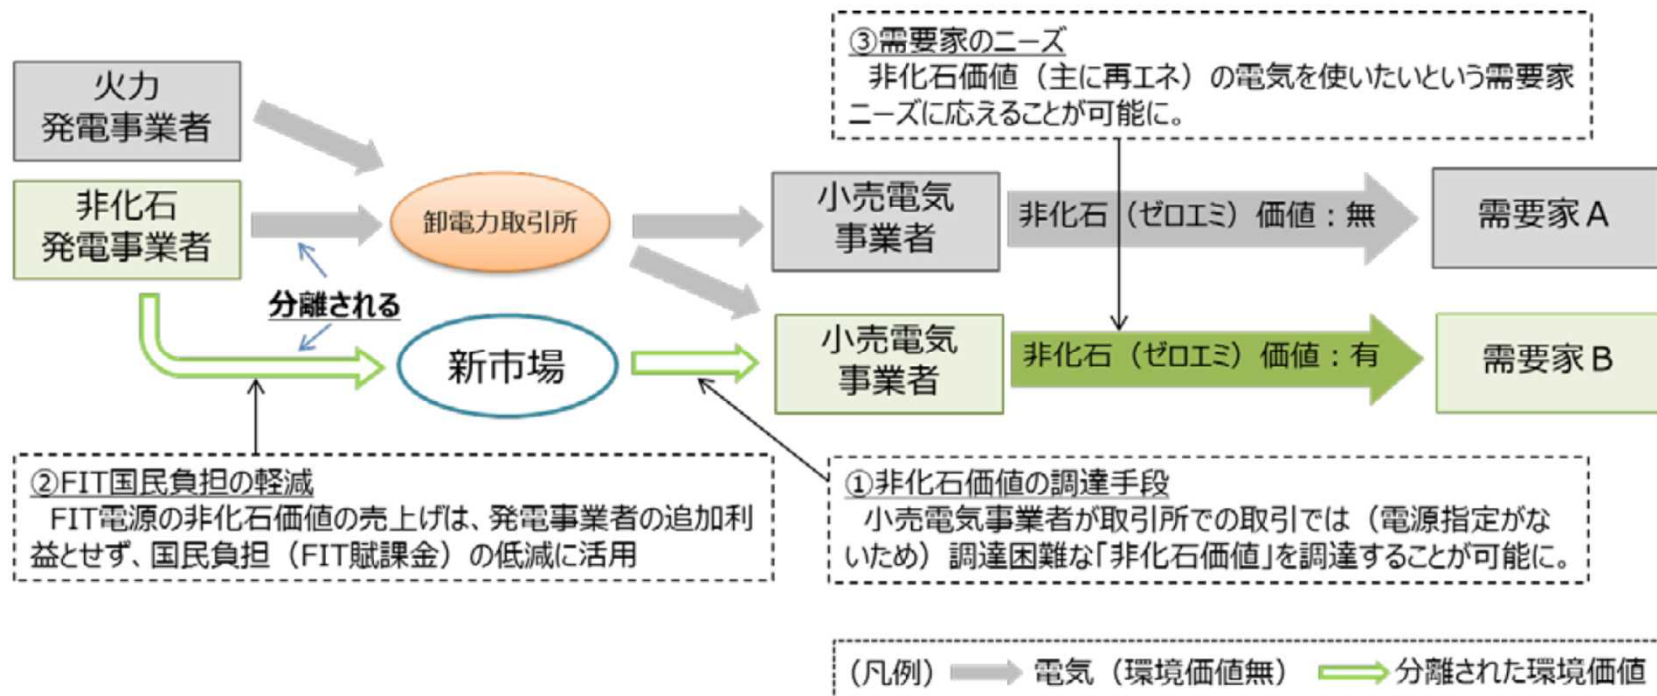 ③需要家のニーズ
非化石価値（主に再エネ）の電気を使いたいという需要家
ニーズに応えることが可能に。
火力
発電事業者
非化石
発電事業者
卸電力取引所
小売電気
事業者
非化石（ゼロエミ）価値：無
需要家A
分離される
新市場
小売電気
事業者
非化石（ゼロエミ）価値：有
需要家B
②FIT国民負担の軽減
FIT電源の非化石価値の売上げは、発電事業者の追加利
益とせず、国民負担（FIT賦課金）の低減に活用
①非化石価値の調達手段
小売電気事業者が取引所での取引では（電源指定がな
いため）調達困難な「非化石価値」を調達することが可能に。
（凡例） 電気（環境価値無） 分離された環境価値